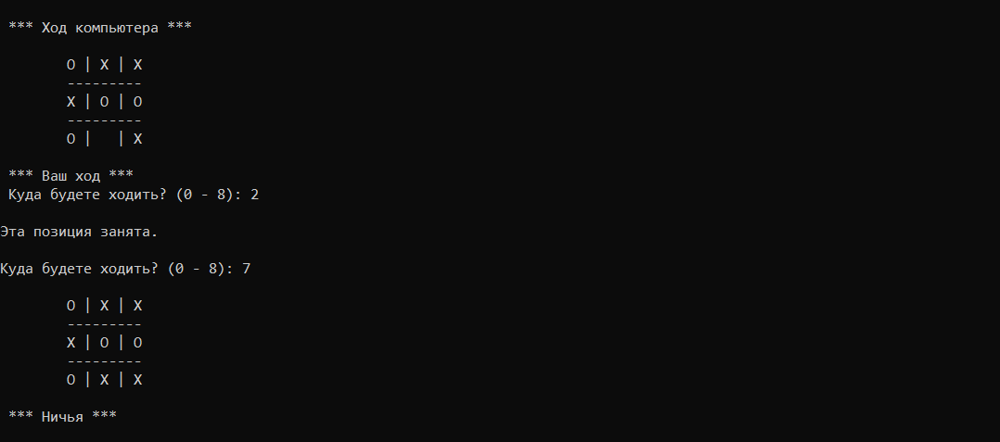 *** Ход компьютера ***
O | X | X
---------
X | O | O
---------
O |   | X
*** Ваш ход ***
Куда будете ходить? (0 - 8): 2
Эта позиция занята.
Куда будете ходить? (0 - 8): 7
O | X | X
---------
X | O | O
---------
O | X | X
*** Ничья ***